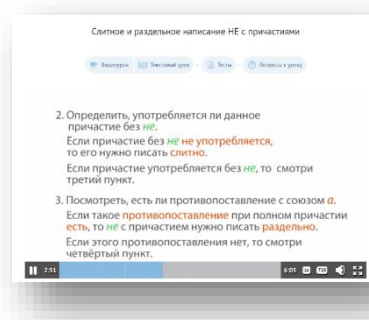 Слитное и раздельное написание НЕ с причастиями
Видеоурок Текстовый урок Тесты Вопросы к уроку
2. Определить, употребляется ли данное
причастие без не.
Если причастие без не не употребляется,
то его нужно писать слитно.
Если причастие употребляется без не, то смотри
третий пункт.
3. Посмотреть, есть ли противопоставление с союзом а.
Если такое противопоставление при полном причастии
есть, то не с причастием нужно писать раздельно.
Если этого противопоставления нет, то смотри
четвёртый пункт.
2:51 6:05